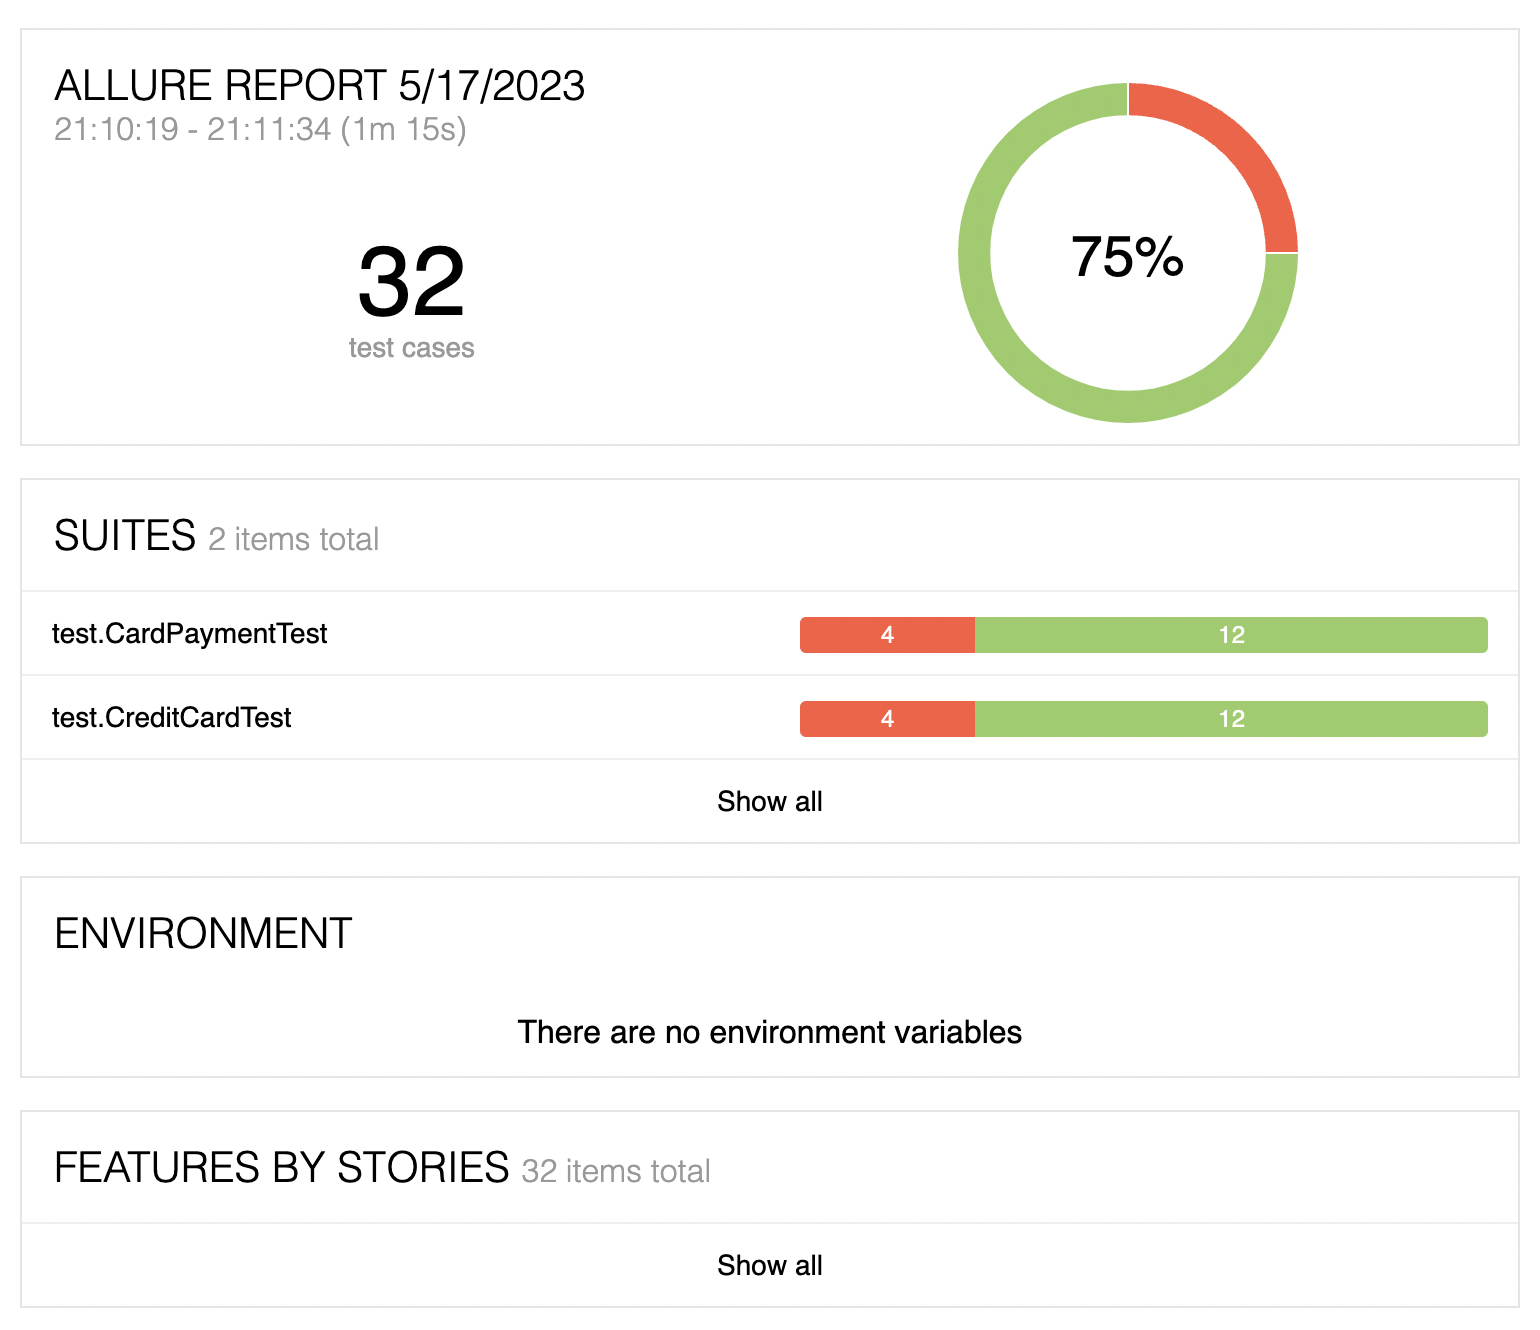 ALLURE REPORT 5/17/2023
21:10:19 - 21:11:34 (1m 15s)
32
test cases
75%
SUITES 2 items total
test.CardPaymentTest 4 12
test.CreditCardTest 4 12
Show all
ENVIRONMENT
There are no environment variables
FEATURES BY STORIES 32 items total
Show all